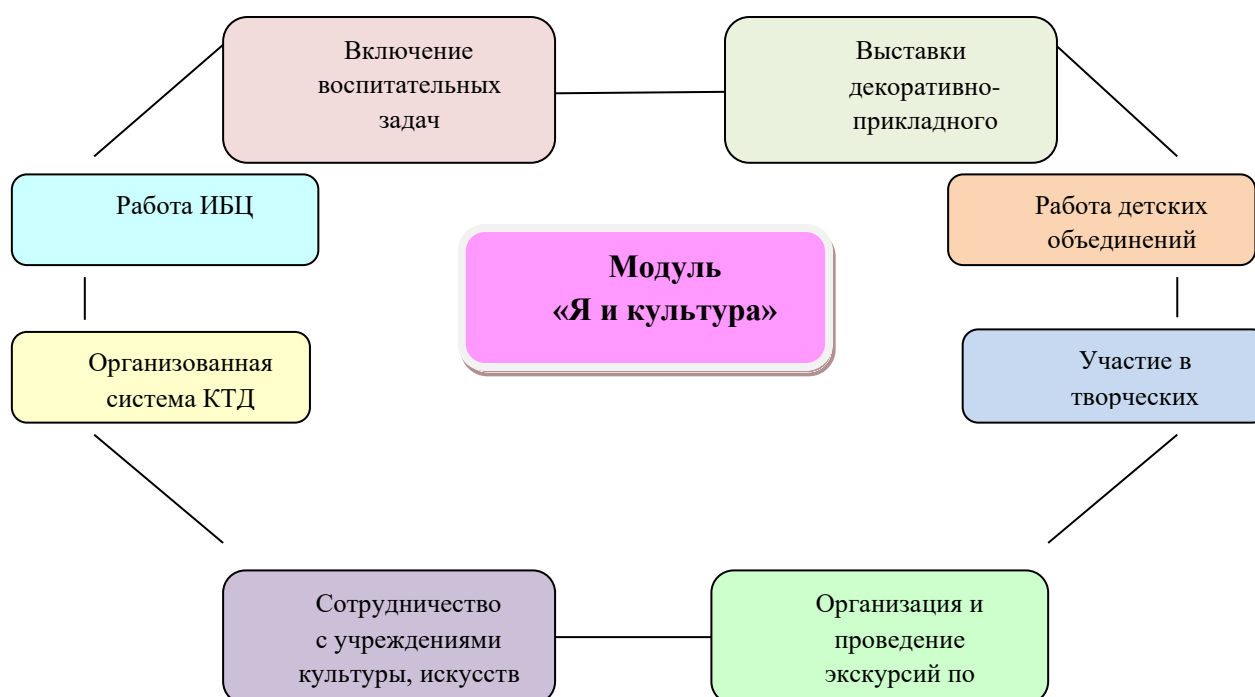 Включение
воспитательных
задач
Выставки
декоративно-
прикладного
Работа ИБЦ
Работа детских
объединений
Модуль
«Я и культура»
Организованная
система КТД
Участие в
творческих
Сотрудничество
с учреждениями
культуры, искусств
Организация и
проведение
экскурсий по